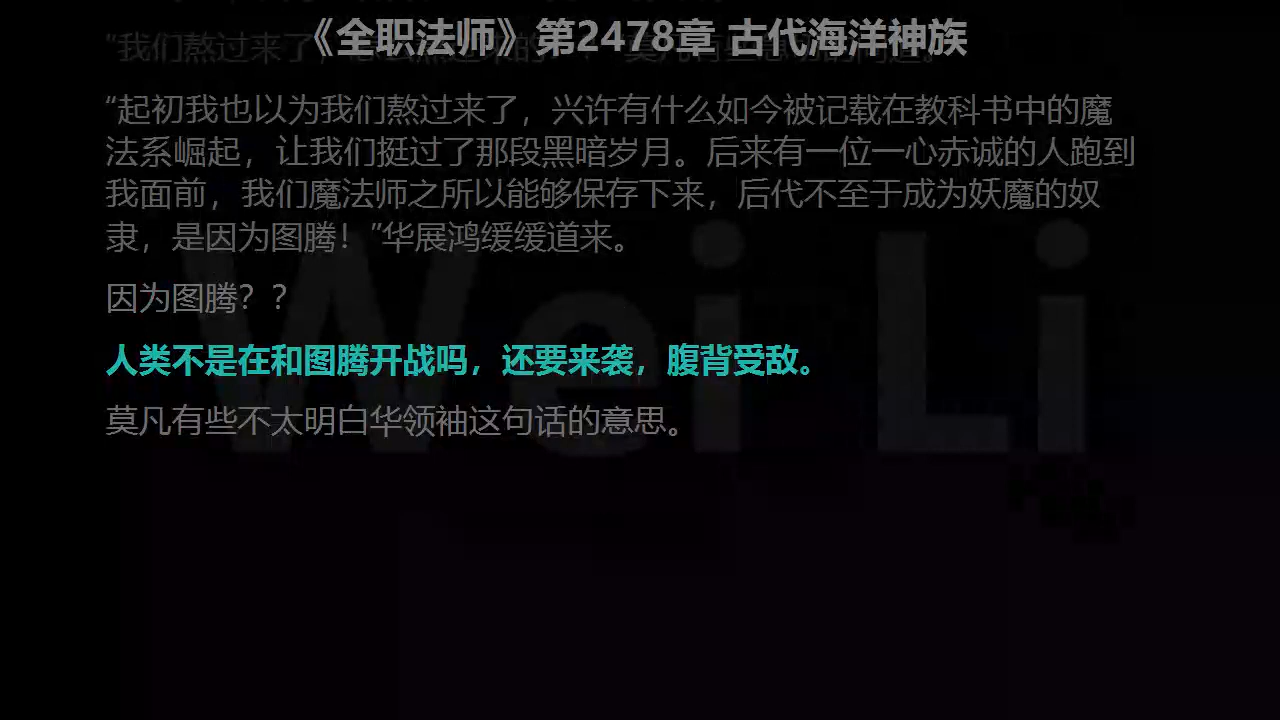 《全职法师》第2478章 古代海洋神族
“我们熬过来了，
“起初我也以为我们熬过来了，兴许有什么如今被记载在教科书中的魔
法系崛起，让我们挺过了那段黑暗岁月。后来有一位一心赤诚的人跑到
我面前，我们魔法师之所以能够保存下来，后代不至于成为妖魔的奴
隶，是因为图腾！”华展鸿缓缓道来。
因为图腾？？
人类不是在和图腾开战吗，还要来袭，腹背受敌。
莫凡有些不太明白华领袖这句话的意思。
Wei Li